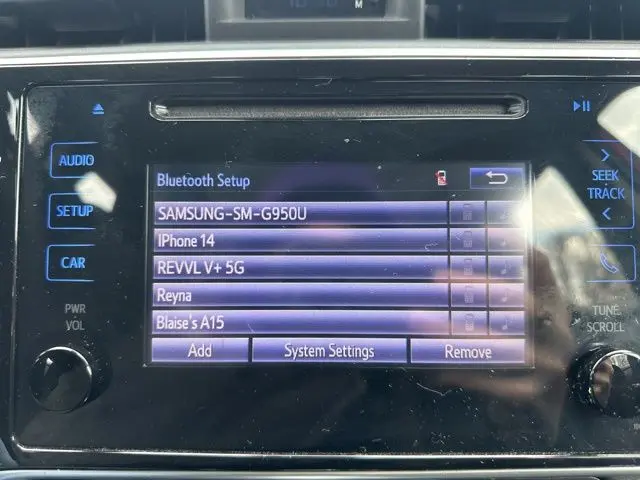 M
AUDIO
SETUP
CAR
PWR
VOL
Bluetooth Setup
SAMSUNG-SM-G950U
IPhone 14
REVVL V+ 5G
Reyna
Blaise's A15
Add
System Settings
Remove
SEEK
TRACK
TUNE
SCROLL